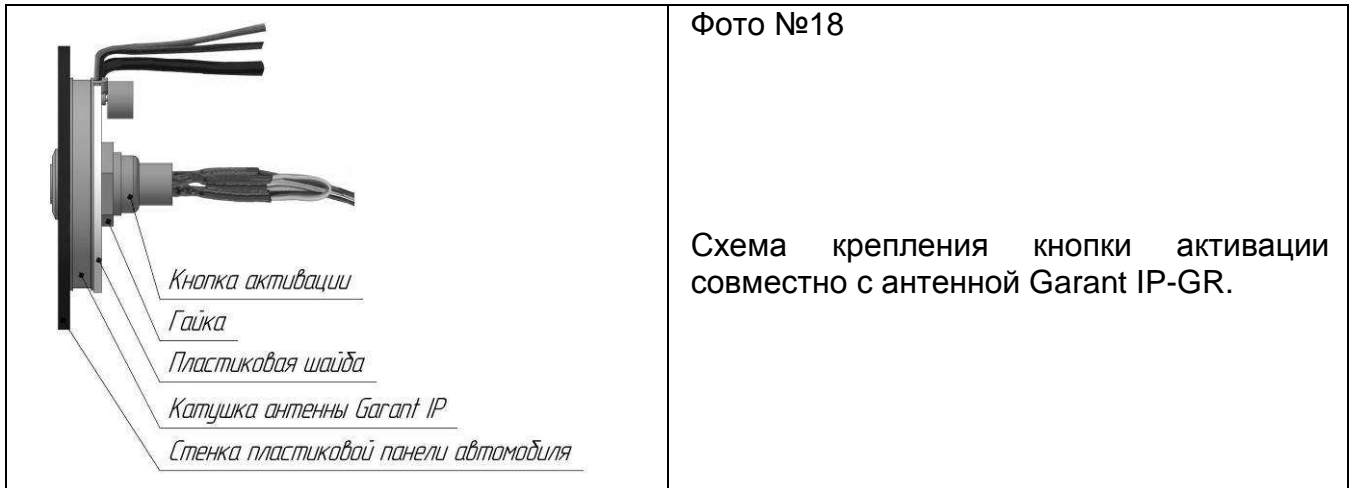 Кнопка активации
Гайка
Пластиковая шайба
Катушка антенны Garant IP
Стенка пластиковой панели автомобиля
Фото №18
Схема крепления кнопки активации
совместно с антенной Garant IP-GR.